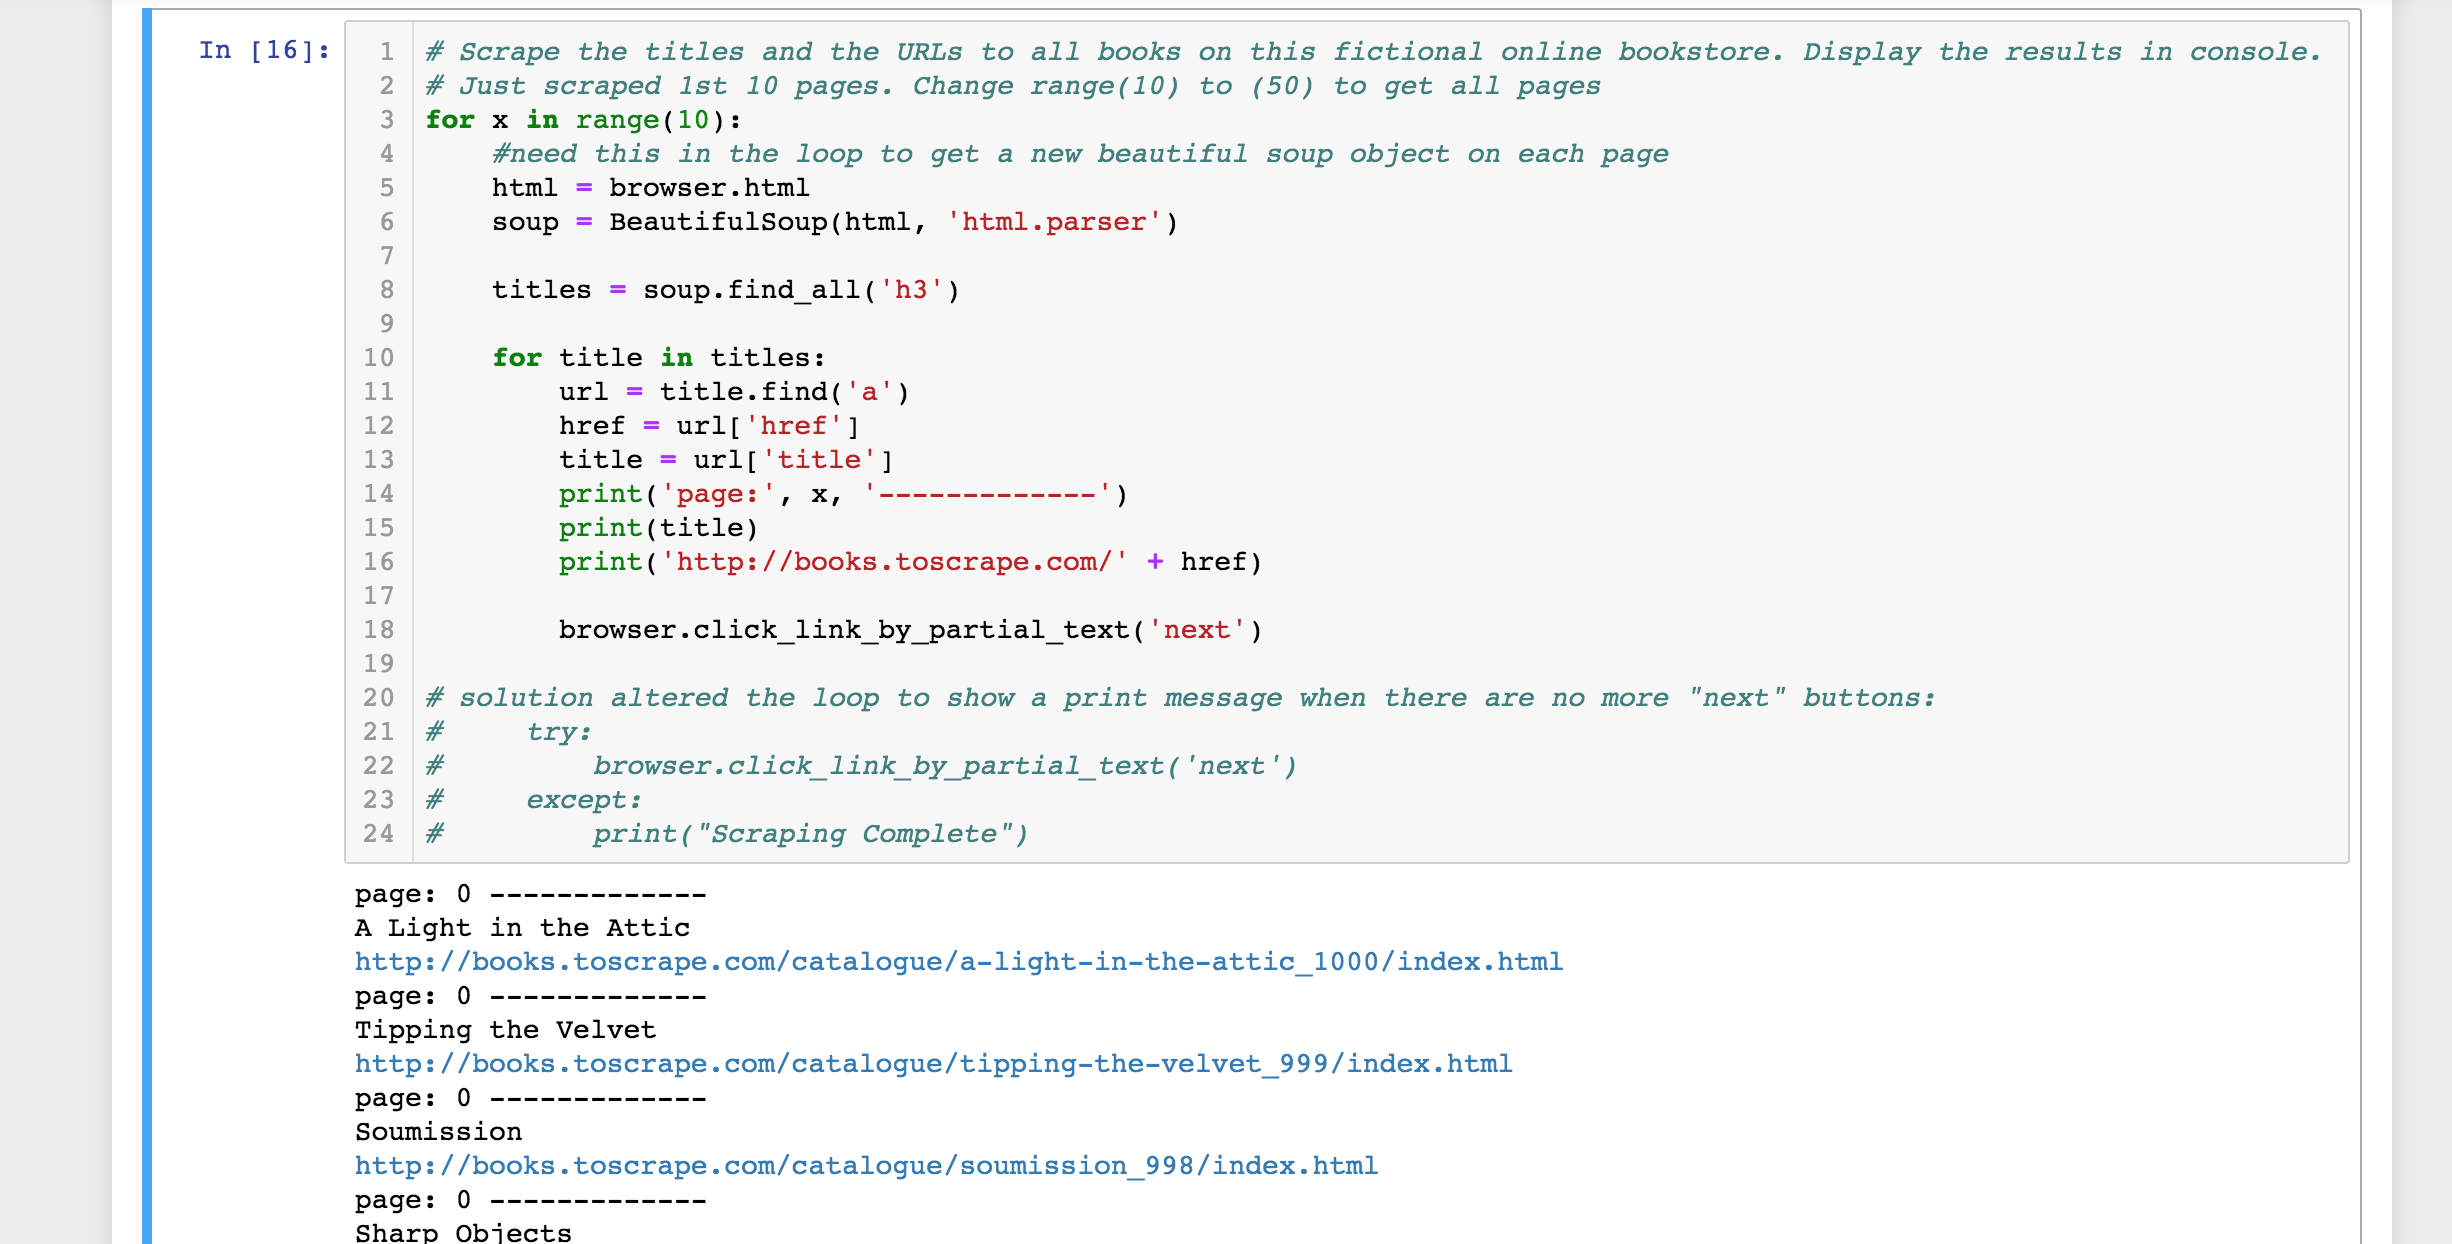 In [16]:
1 # Scrape the titles and the URLs to all books on this fictional online bookstore. Display the results in console.
2 # Just scraped 1st 10 pages. Change range(10) to (50) to get all pages
3 for x in range(10):
4     #need this in the loop to get a new beautiful soup object on each page
5     html = browser.html
6     soup = BeautifulSoup(html, 'html.parser')
7
8     titles = soup.find_all('h3')
9
10     for title in titles:
11         url = title.find('a')
12         href = url['href']
13         title = url['title']
14         print('page:', x, '-------------')
15         print(title)
16         print('http://books.toscrape.com/' + href)
17
18         browser.click_link_by_partial_text('next')
19
20 # solution altered the loop to show a print message when there are no more "next" buttons:
21 #     try:
22 #         browser.click_link_by_partial_text('next')
23 #     except:
24 #         print("Scraping Complete")
page: 0 -------------
A Light in the Attic
http://books.toscrape.com/catalogue/a-light-in-the-attic_1000/index.html
page: 0 -------------
Tipping the Velvet
http://books.toscrape.com/catalogue/tipping-the-velvet_999/index.html
page: 0 -------------
Soumission
http://books.toscrape.com/catalogue/soumission_998/index.html
page: 0 -------------
Sharp Objects